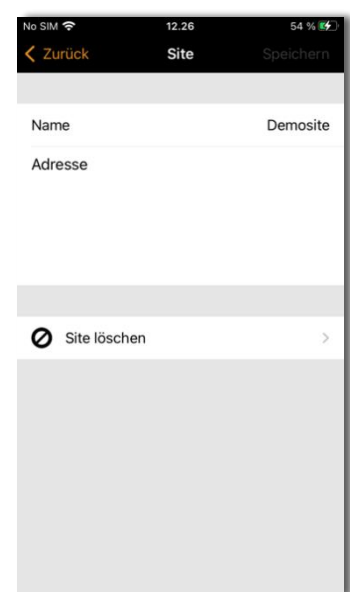 No SIM 12.26 54 %
Zurück Site Speichern
Name Demosite
Adresse
Site löschen